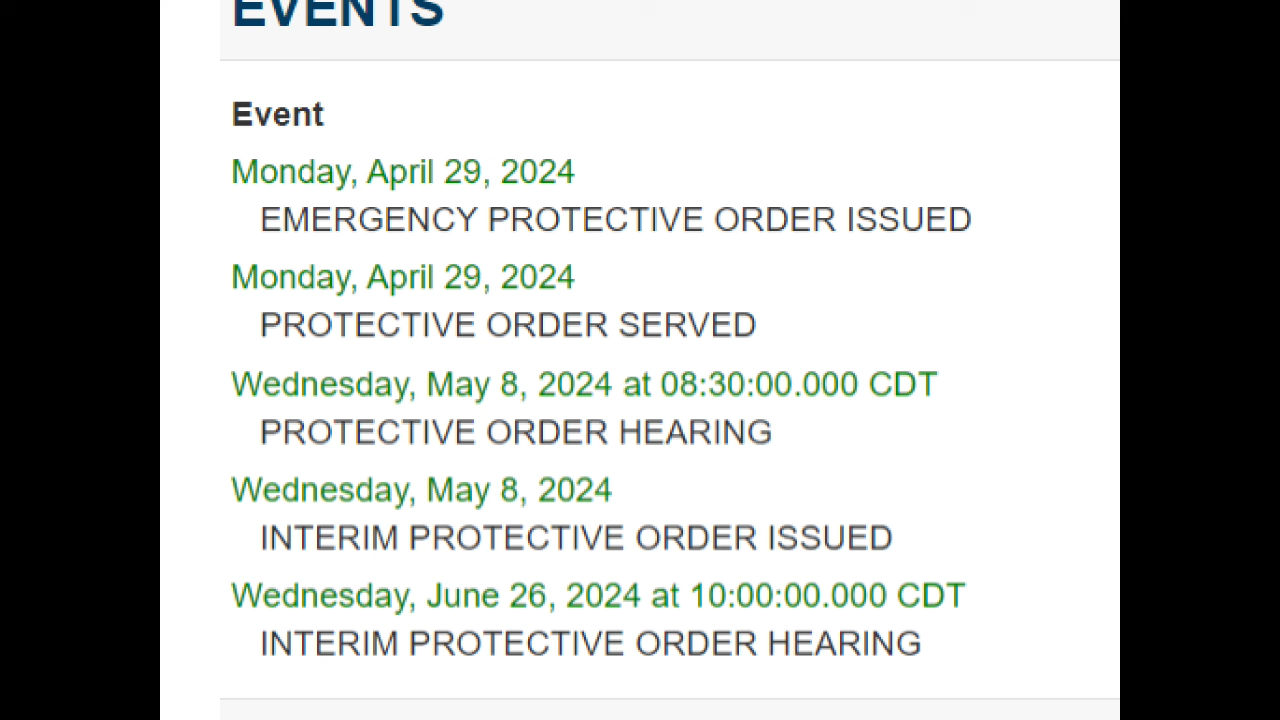 EVENTS
Event
Monday, April 29, 2024
EMERGENCY PROTECTIVE ORDER ISSUED
Monday, April 29, 2024
PROTECTIVE ORDER SERVED
Wednesday, May 8, 2024 at 08:30:00.000 CDT
PROTECTIVE ORDER HEARING
Wednesday, May 8, 2024
INTERIM PROTECTIVE ORDER ISSUED
Wednesday, June 26, 2024 at 10:00:00.000 CDT
INTERIM PROTECTIVE ORDER HEARING